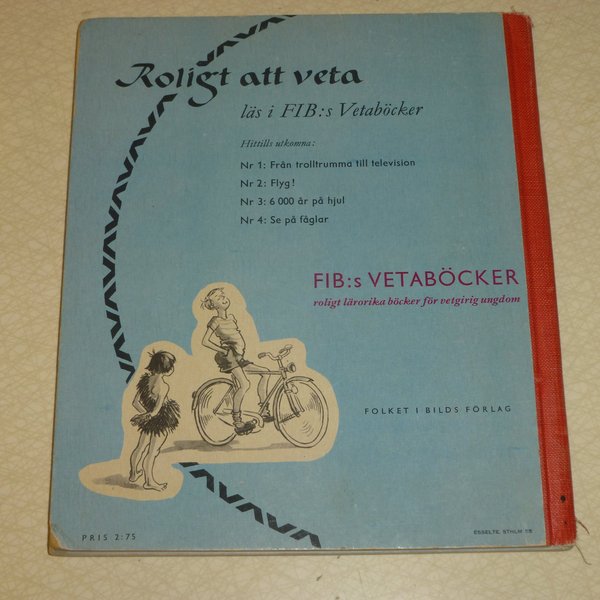 Roligt att veta
läs i FIB:s Vetaböcker
Hittills utkomna:
Nr 1: Från trolltrumma till television
Nr 2: Flyg!
Nr 3: 6 000 år på hjul
Nr 4: Se på fåglar
FIB:s VETABÖCKER
roligt lärorika böcker för vetgirig ungdom
FOLKET I BILDS FÖRLAG
PRIS 2:75
ESSELTE, STHLM